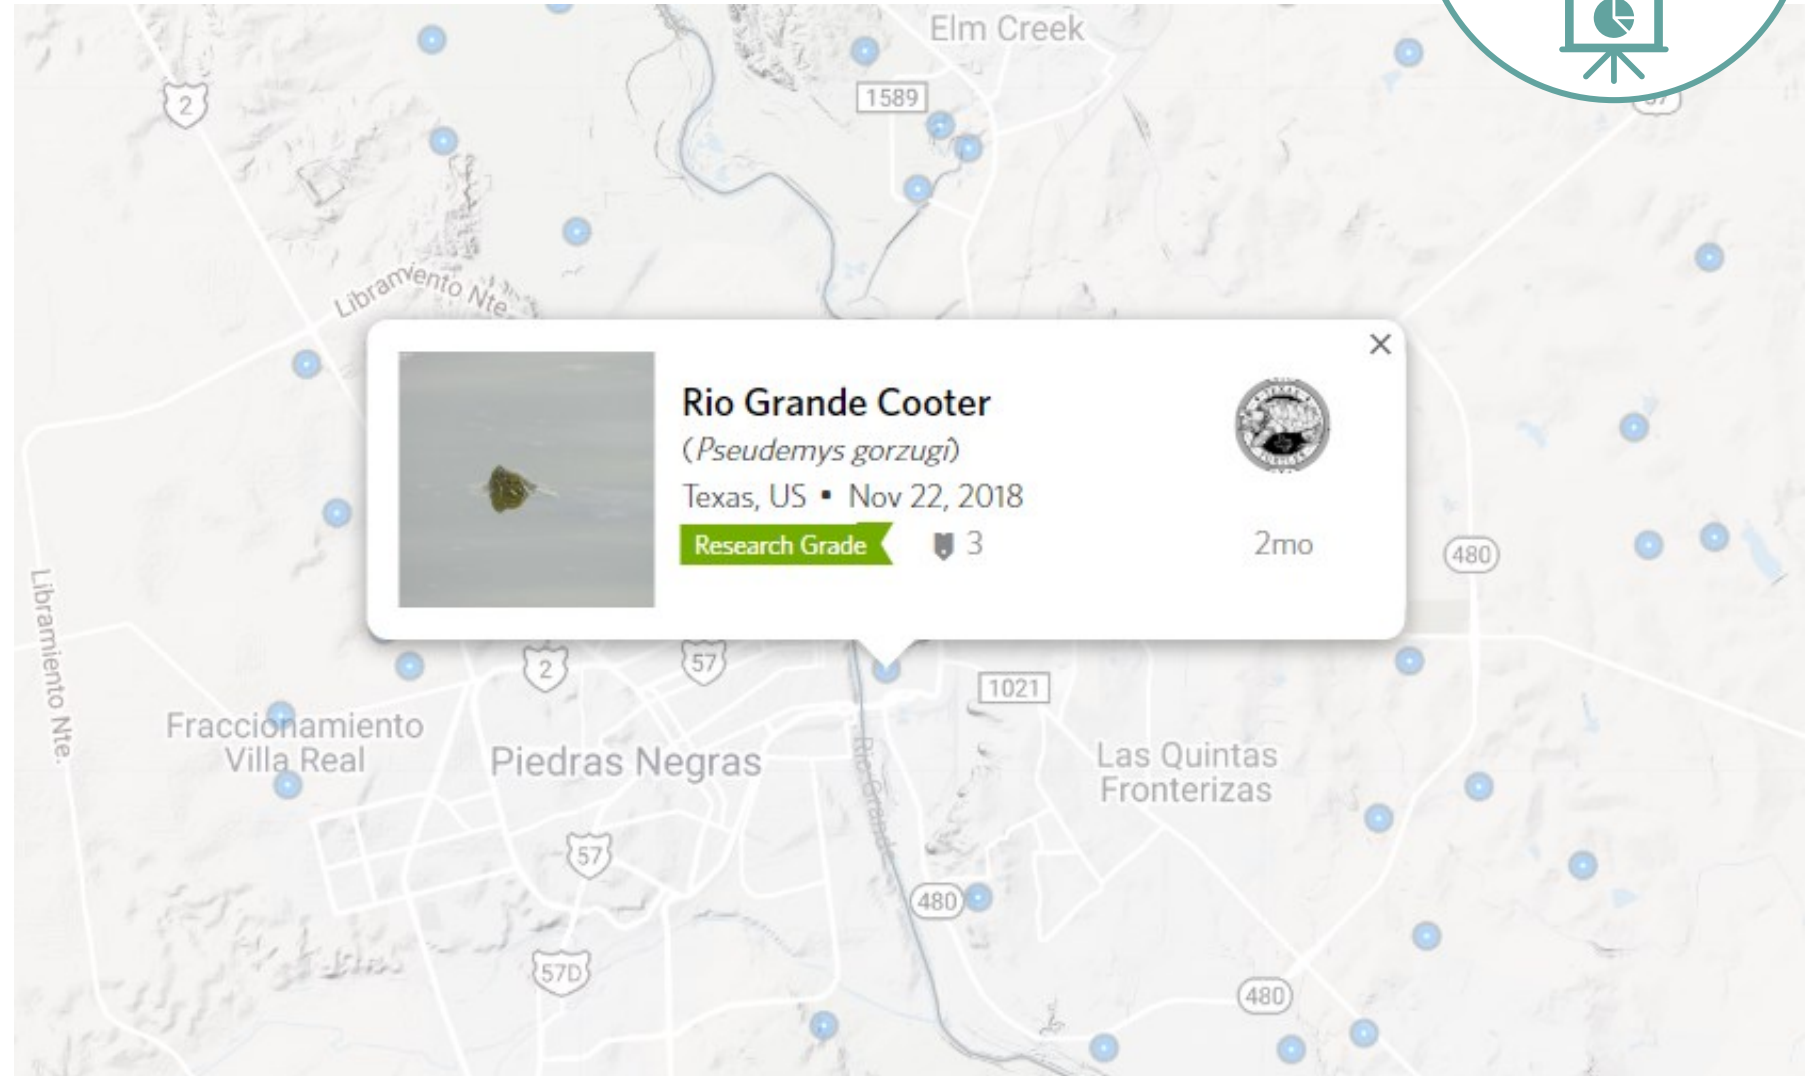 Elm Creek
2
1589
57
Libramiento Nte.
Rio Grande Cooter
(Pseudemys gorzugi)
Texas, US ▪ Nov 22, 2018
Research Grade
3
2mo
480
Libramiento Nte.
2
57
1021
Fraccionamiento
Villa Real
Piedras Negras
Rio Grande
Las Quintas
Fronterizas
57
480
57D
480